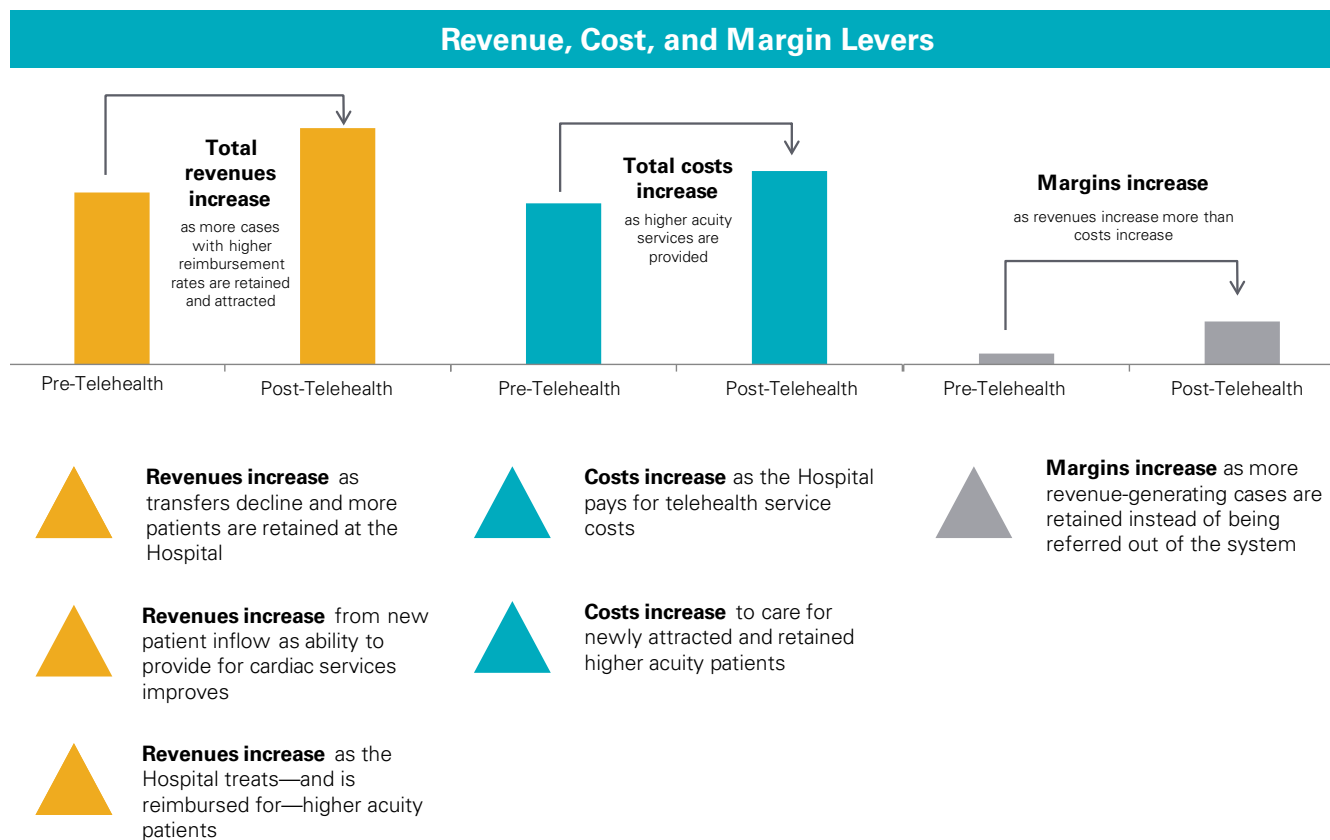 Revenue, Cost, and Margin Levers
Total
revenues
increase
as more cases
with higher
reimbursement
rates are retained
and attracted
Total costs
increase
as higher acuity
services are
provided
Margins increase
as revenues increase more than
costs increase
Pre-Telehealth
Post-Telehealth
Pre-Telehealth
Post-Telehealth
Pre-Telehealth
Post-Telehealth
Revenues increase as
transfers decline and more
patients are retained at the
Hospital
Revenues increase from new
patient inflow as ability to
provide for cardiac services
improves
Revenues increase as the
Hospital treats—and is
reimbursed for—higher acuity
patients
Costs increase as the Hospital
pays for telehealth service
costs
Costs increase to care for
newly attracted and retained
higher acuity patients
Margins increase as more
revenue-generating cases are
retained instead of being
referred out of the system